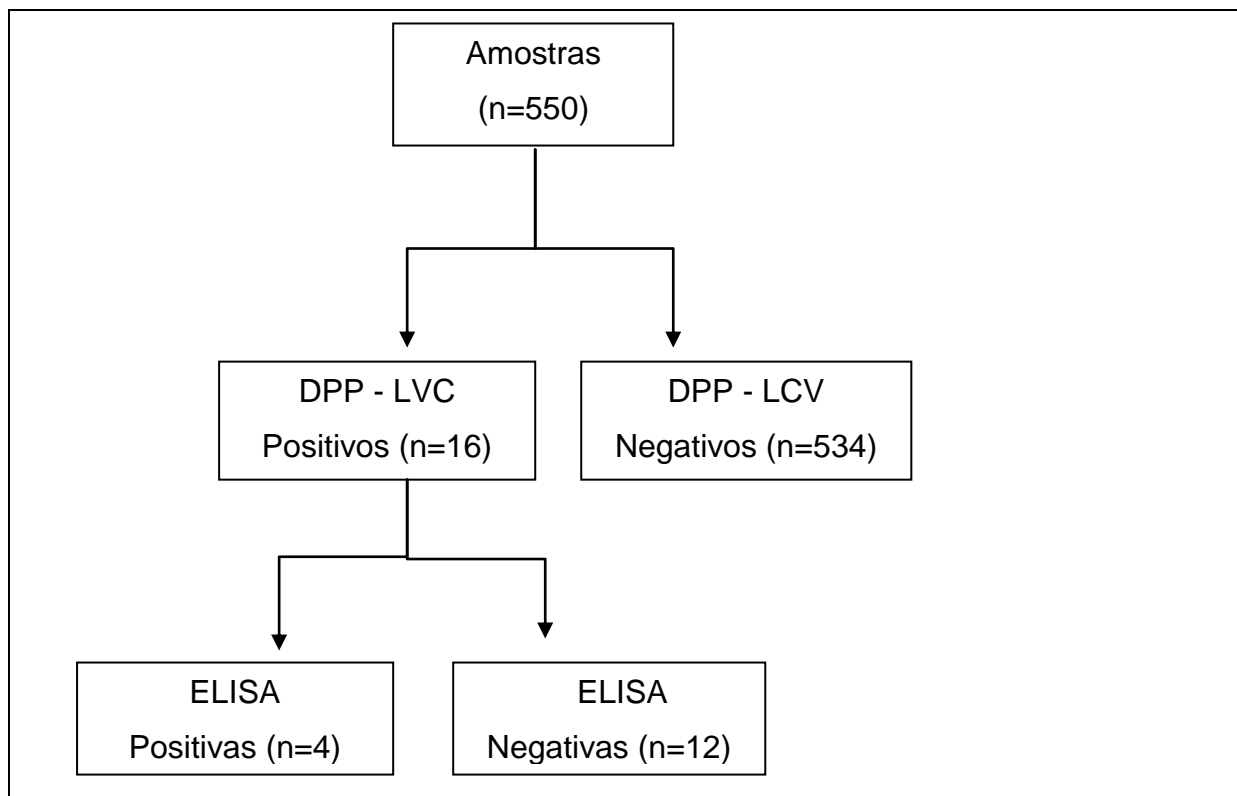 Amostras
(n=550)
DPP - LVC
Positivos (n=16)
DPP - LCV
Negativos (n=534)
ELISA
Positivas (n=4)
ELISA
Negativas (n=12)